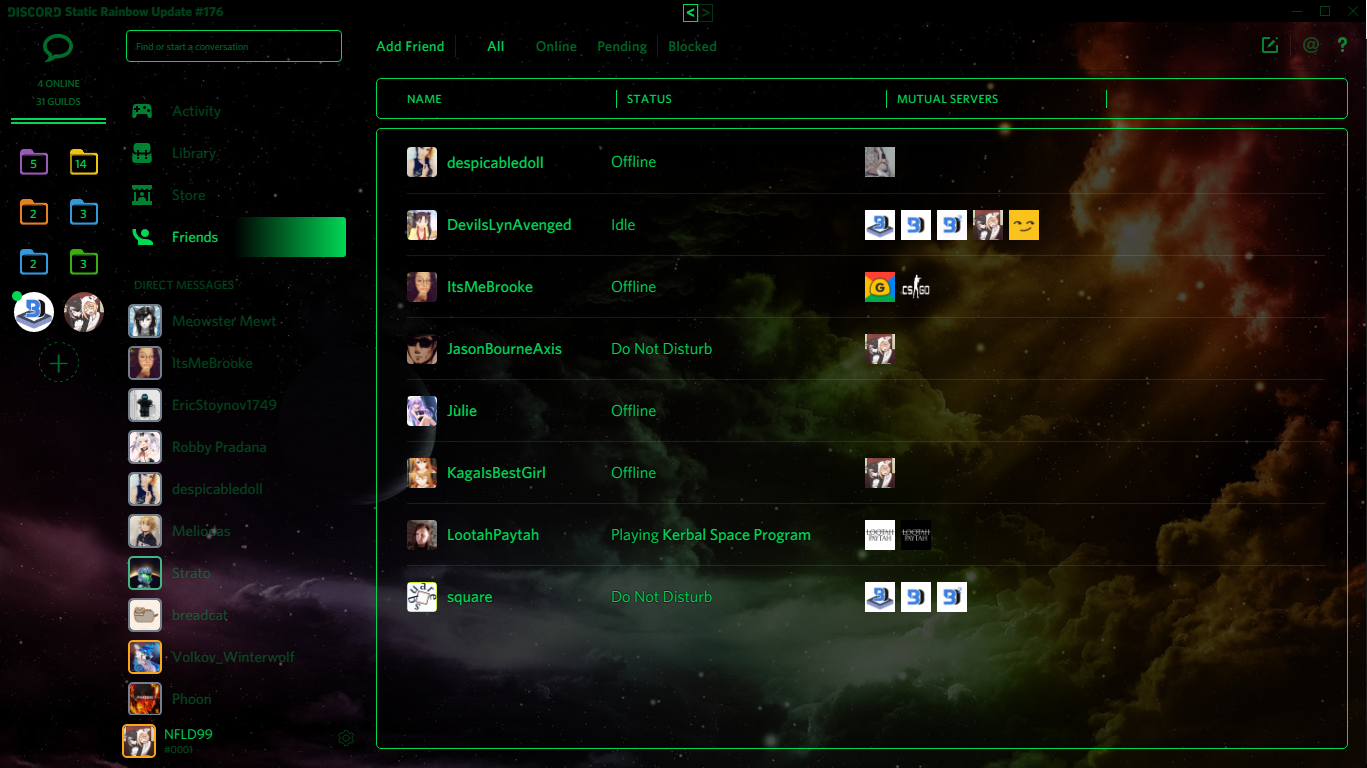 DISCORD Static Rainbow Update #176
< >
4 ONLINE
31 GUILDS
5
14
2
3
2
3
Find or start a conversation
Activity
Library
Store
Friends
DIRECT MESSAGES
Meowster Mewt
ItsMeBrooke
EricStoynov1749
Robby Pradana
despicabledoll
Meliodas
Strato
breadcat
Volkov_Winterwolf
Phoon
NFLD99
#0001
Add Friend All Online Pending Blocked @ ?
NAME STATUS MUTUAL SERVERS
despicabledoll Offline
DevilsLynAvenged Idle
ItsMeBrooke Offline G CS GO
JasonBourneAxis Do Not Disturb
Jùlie Offline
KagaIsBestGirl Offline
LootahPaytah Playing Kerbal Space Program LOOTAH PAYTAH LOOTAH PAYTAH
square Do Not Disturb